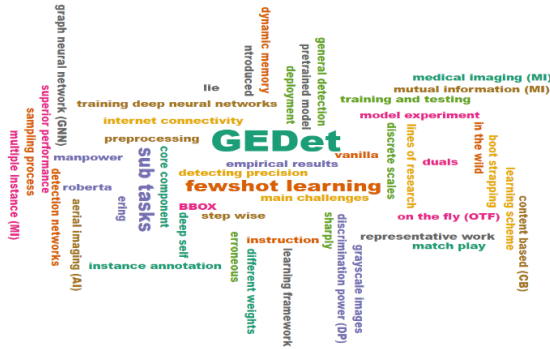 graph neural network (GNN)
superior performance
sampling process
multiple instance (MI)
lie
ntroduced
dynamic memory
deployment
pretrained model
general detection
medical imaging (MI)
mutual information (MI)
training deep neural networks
training and testing
internet connectivity
model experiment
preprocessing
GEDet
discrete scales
lines of research
in the wild
boot strapping
learning scheme
content based (CB)
manpower
sub tasks
core component
empirical results
vanilla
duals
detecting precision
roberta
fewshot learning
detection networks
aerial imaging (AI)
ering
BBOX
main challenges
deep self
step wise
on the fly (OTF)
erroneous
instruction
sharply
discrimination power (DP)
grayscale images
representative work
match play
instance annotation
different weights
learning framework